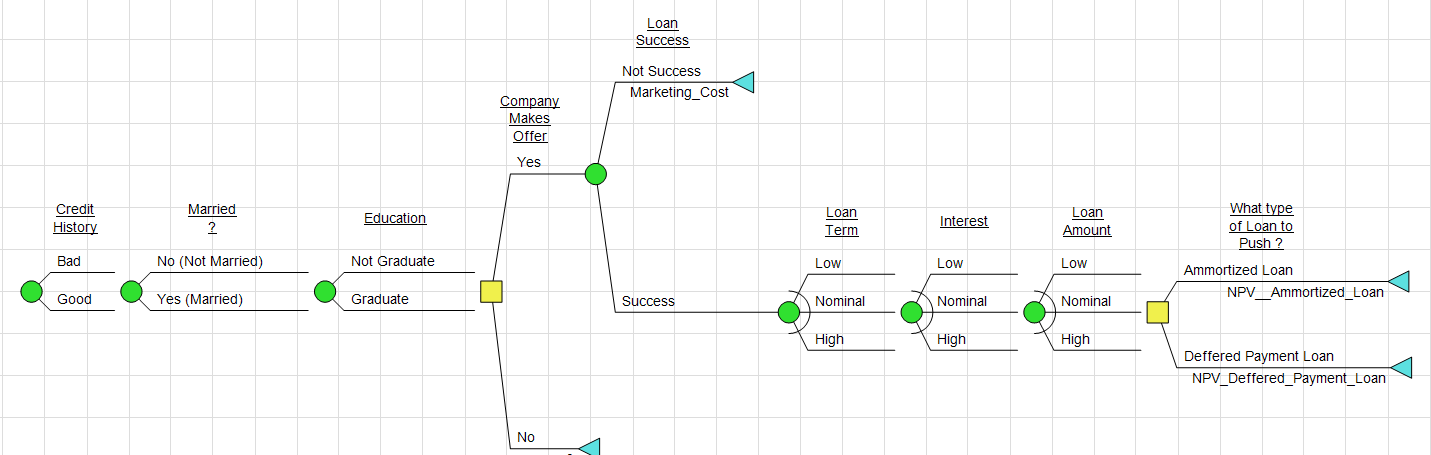 Loan
Success
Not Success
Marketing_Cost
Company
Makes
Offer
Yes
Credit
History
Married
?
Education
Loan
Term
Interest
Loan
Amount
What type
of Loan to
Push ?
Bad
No (Not Married)
Not Graduate
Low
Low
Low
Ammortized Loan
NPV__Ammortized_Loan
Good
Yes (Married)
Graduate
Success
Nominal
Nominal
Nominal
High
High
High
Deffered Payment Loan
NPV_Deffered_Payment_Loan
No